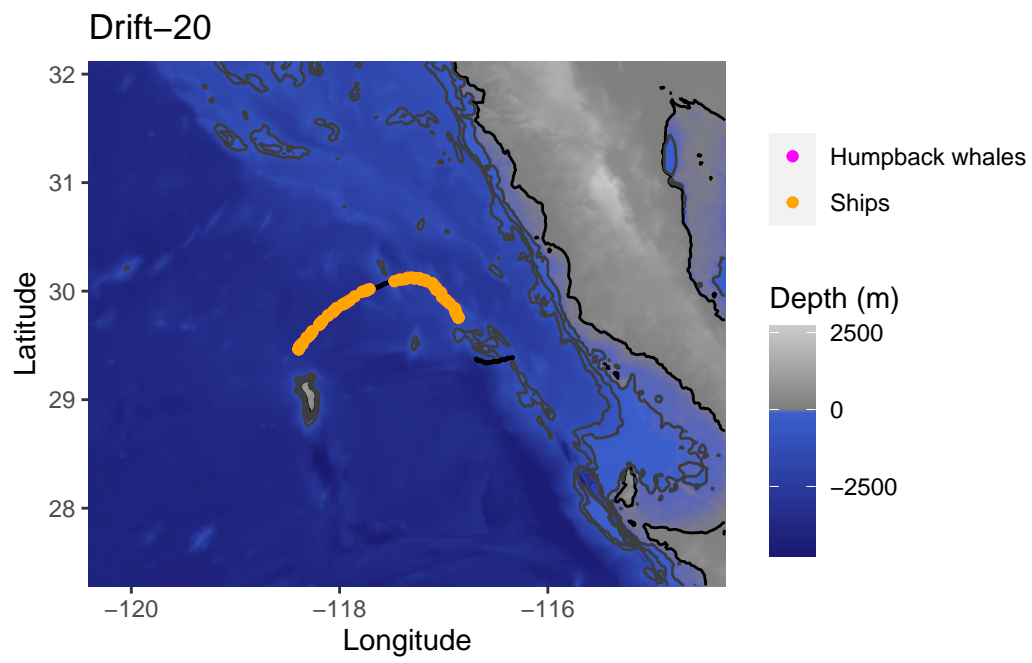 Drift−20
32
31
30
29
28
Latitude
−120
−118
−116
Longitude
Humpback whales
Ships
Depth (m)
2500
0
−2500